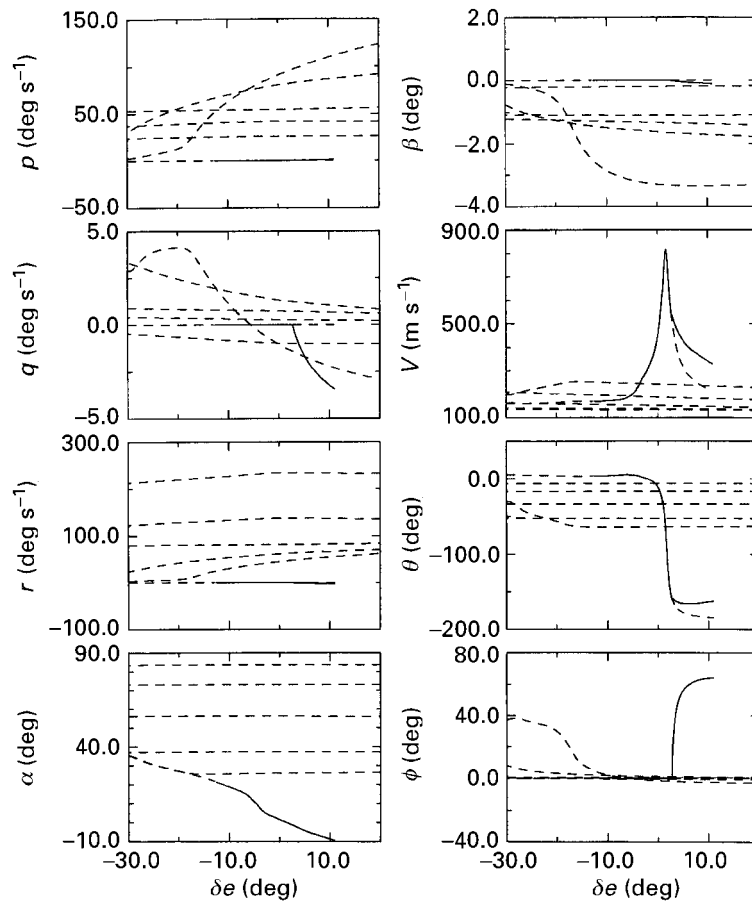 150.0
50.0
−50.0
p (deg s⁻¹)
2.0
0.0
−2.0
−4.0
β (deg)
5.0
0.0
−5.0
q (deg s⁻¹)
900.0
500.0
100.0
V (m s⁻¹)
300.0
100.0
−100.0
r (deg s⁻¹)
0.0
−100.0
−200.0
θ (deg)
90.0
40.0
−10.0
α (deg)
−30.0 −10.0 10.0
δe (deg)
80.0
40.0
0.0
−40.0
ϕ (deg)
−30.0 −10.0 10.0
δe (deg)